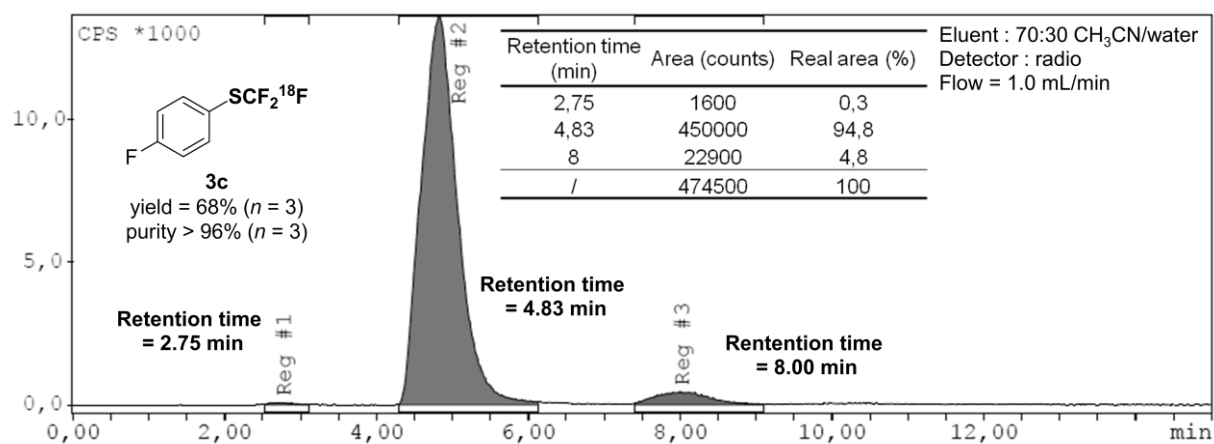 CPS *1000
10,0
5,0
0,0
SCF₂¹⁸F
F
3c
yield = 68% (n = 3)
purity > 96% (n = 3)
Retention time (min) Area (counts) Real area (%)
2,75 1600 0,3
4,83 450000 94,8
8 22900 4,8
/ 474500 100
Eluent : 70:30 CH₃CN/water
Detector : radio
Flow = 1.0 mL/min
Retention time
= 2.75 min
Reg #1
Reg #2
Retention time
= 4.83 min
Reg #3
Rentention time
= 8.00 min
0,00 2,00 4,00 6,00 8,00 10,00 12,00 min